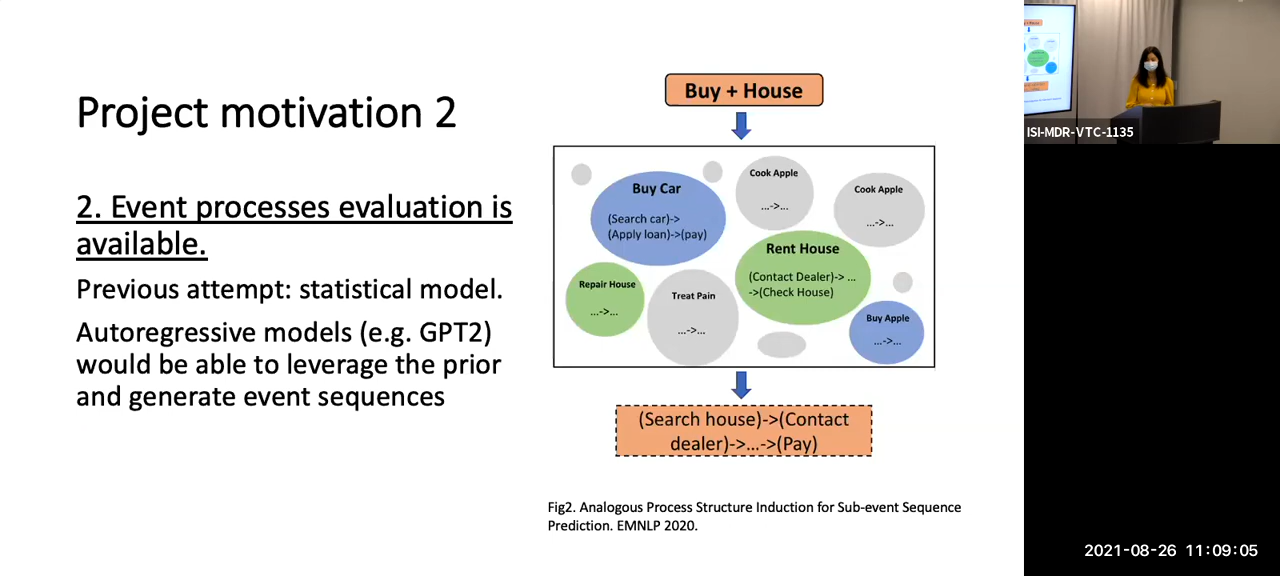 Project motivation 2
2. Event processes evaluation is
available.
Previous attempt: statistical model.
Autoregressive models (e.g. GPT2)
would be able to leverage the prior
and generate event sequences
Buy + House
Buy Car
(Search car)->
(Apply loan)->(pay)
Cook Apple
...->...
Cook Apple
...->...
Rent House
(Contact Dealer)-> ...
->(Check House)
Repair House
...->...
Treat Pain
...->...
Buy Apple
...->...
(Search house)->(Contact
dealer)->...->(Pay)
Fig2. Analogous Process Structure Induction for Sub-event Sequence
Prediction. EMNLP 2020.
ISI-MDR-VTC-1135
2021-08-26 11:09:05